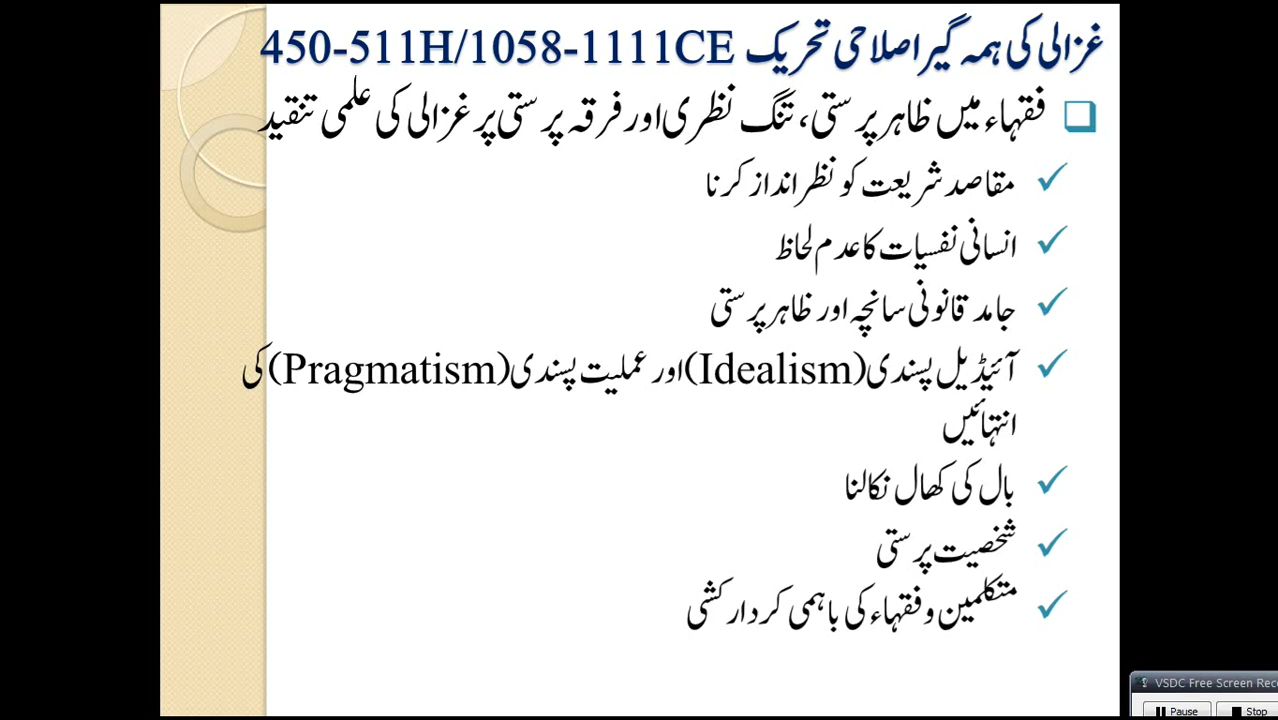 غزالی کی ہمہ گیر اصلاحی تحریک 450-511H/1058-1111CE
فقہاء میں ظاہر پرستی، تنگ نظری اور فرقہ پرستی پر غزالی کی علمی تنقید
مقاصد شریعت کو نظر انداز کرنا
انسانی نفسیات کا عدم لحاظ
جامد قانونی سانچہ اور ظاہر پرستی
آئیڈیل پسندی(Idealism)اور عملیت پسندی(Pragmatism)کی
انتہائیں
بال کی کھال نکالنا
شخصیت پرستی
متکلمین و فقہاء کی باہمی کردار کشی
VSDC Free Screen Rec
Pause Stop